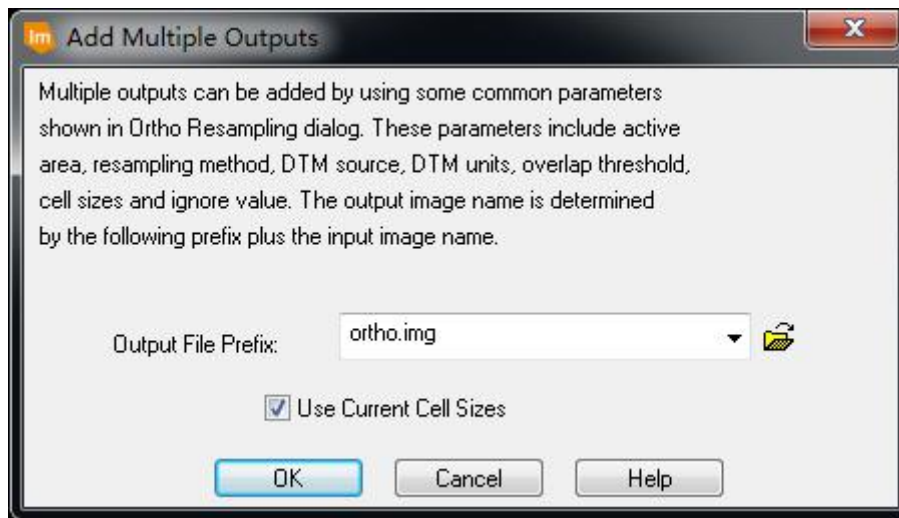 Im Add Multiple Outputs
Multiple outputs can be added by using some common parameters
shown in Ortho Resampling dialog. These parameters include active
area, resampling method, DTM source, DTM units, overlap threshold,
cell sizes and ignore value. The output image name is determined
by the following prefix plus the input image name.
Output File Prefix: ortho.img
Use Current Cell Sizes
OK Cancel Help